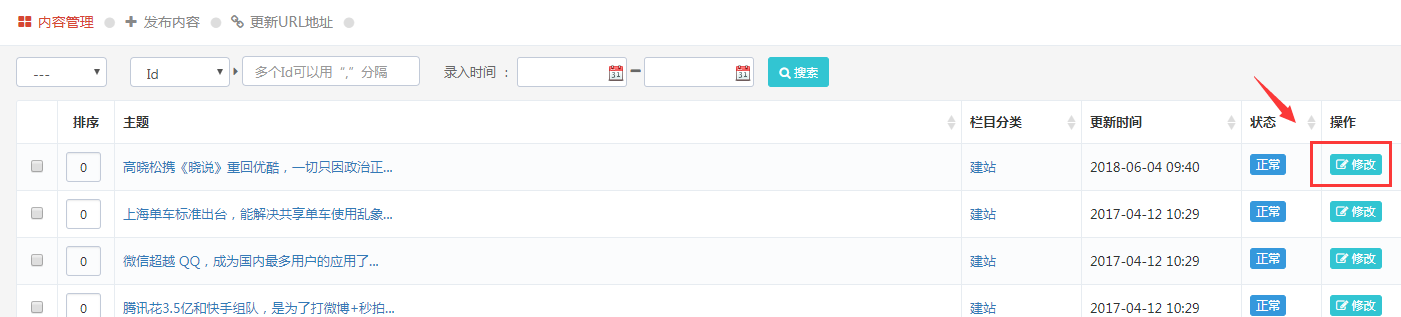 内容管理 发布内容 更新URL地址
--- Id 多个Id可以用“,”分隔 录入时间 : 31 31 搜索
排序 主题 栏目分类 更新时间 状态 操作
0 高晓松携《晓说》重回优酷，一切只因政治正... 建站 2018-06-04 09:40 正常 修改
0 上海单车标准出台，能解决共享单车使用乱象... 建站 2017-04-12 10:29 正常 修改
0 微信超越 QQ，成为国内最多用户的应用了... 建站 2017-04-12 10:29 正常 修改
0 腾讯花3.5亿和快手组队，是为了打微博+秒拍... 建站 2017-04-12 10:29 正常 修改